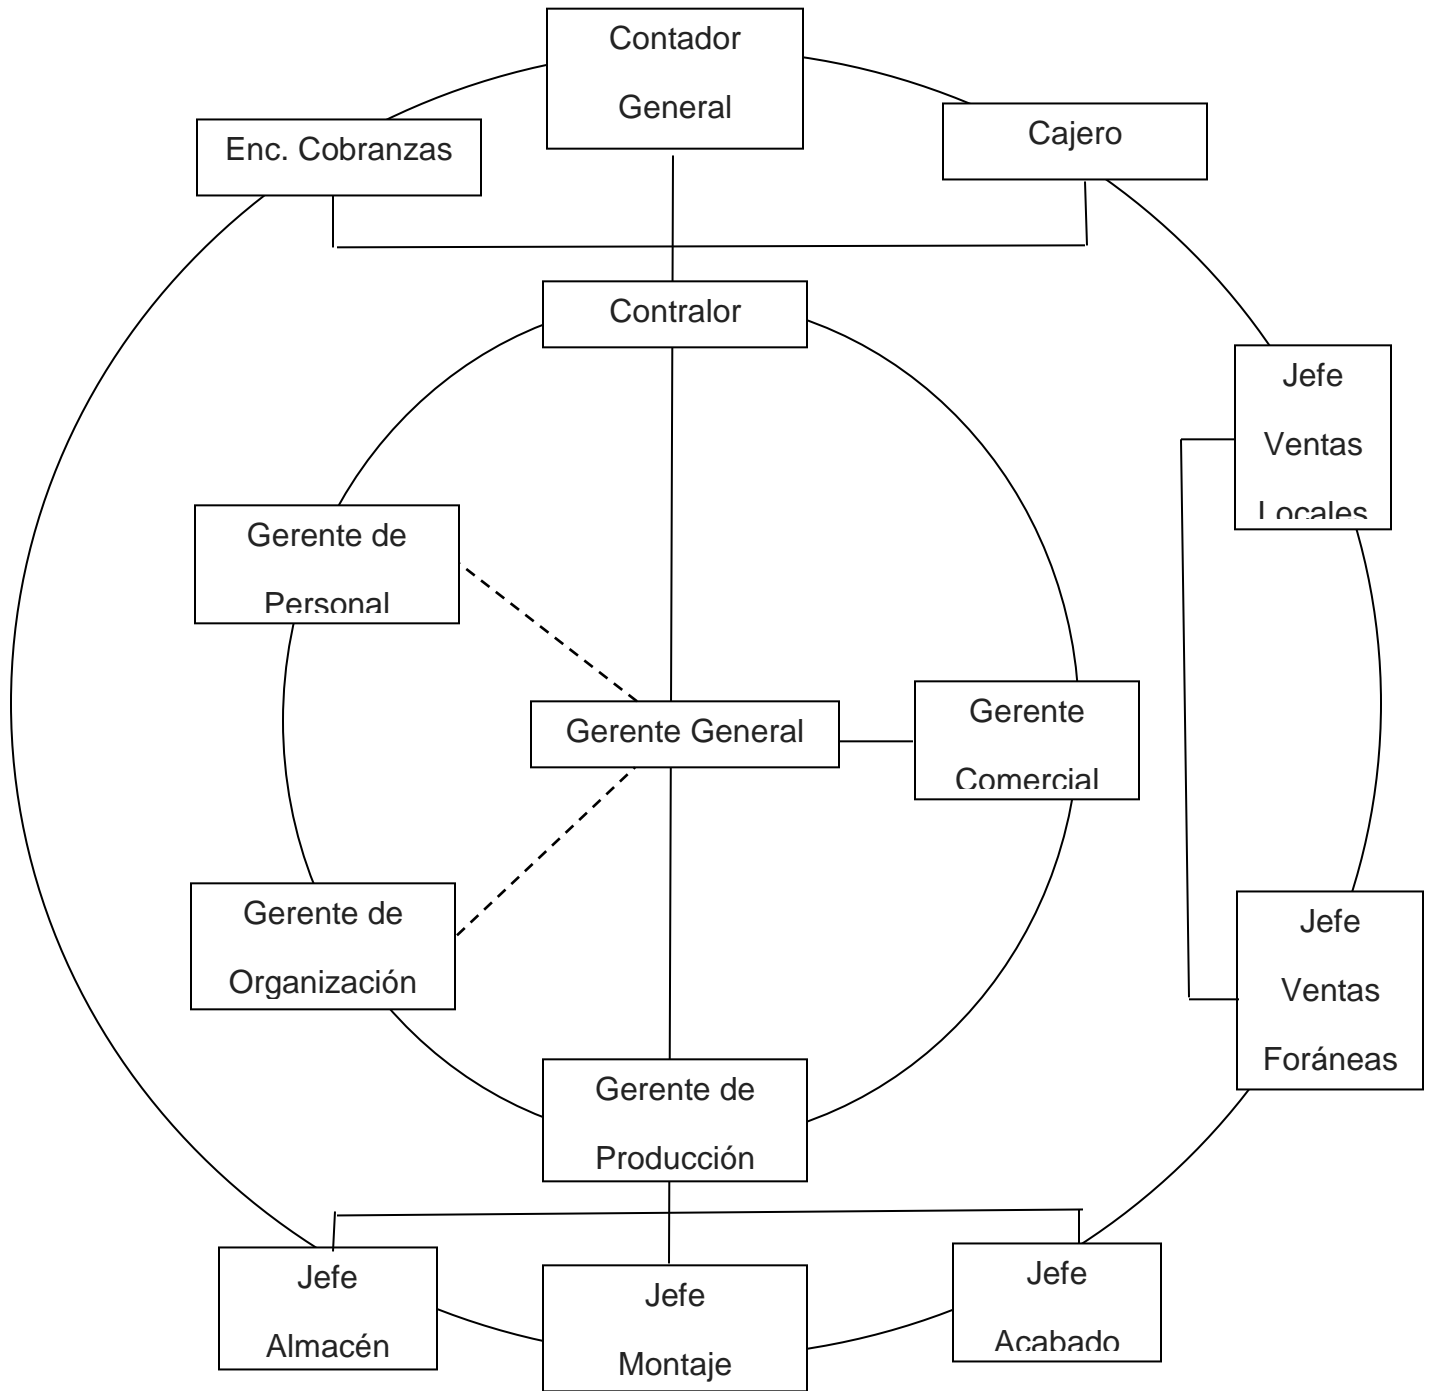 Contador
General
Enc. Cobranzas
Cajero
Contralor
Jefe
Ventas
Locales
Gerente de
Personal
Gerente General
Gerente
Comercial
Gerente de
Organización
Jefe
Ventas
Foráneas
Gerente de
Producción
Jefe
Almacén
Jefe
Montaje
Jefe
Acabado